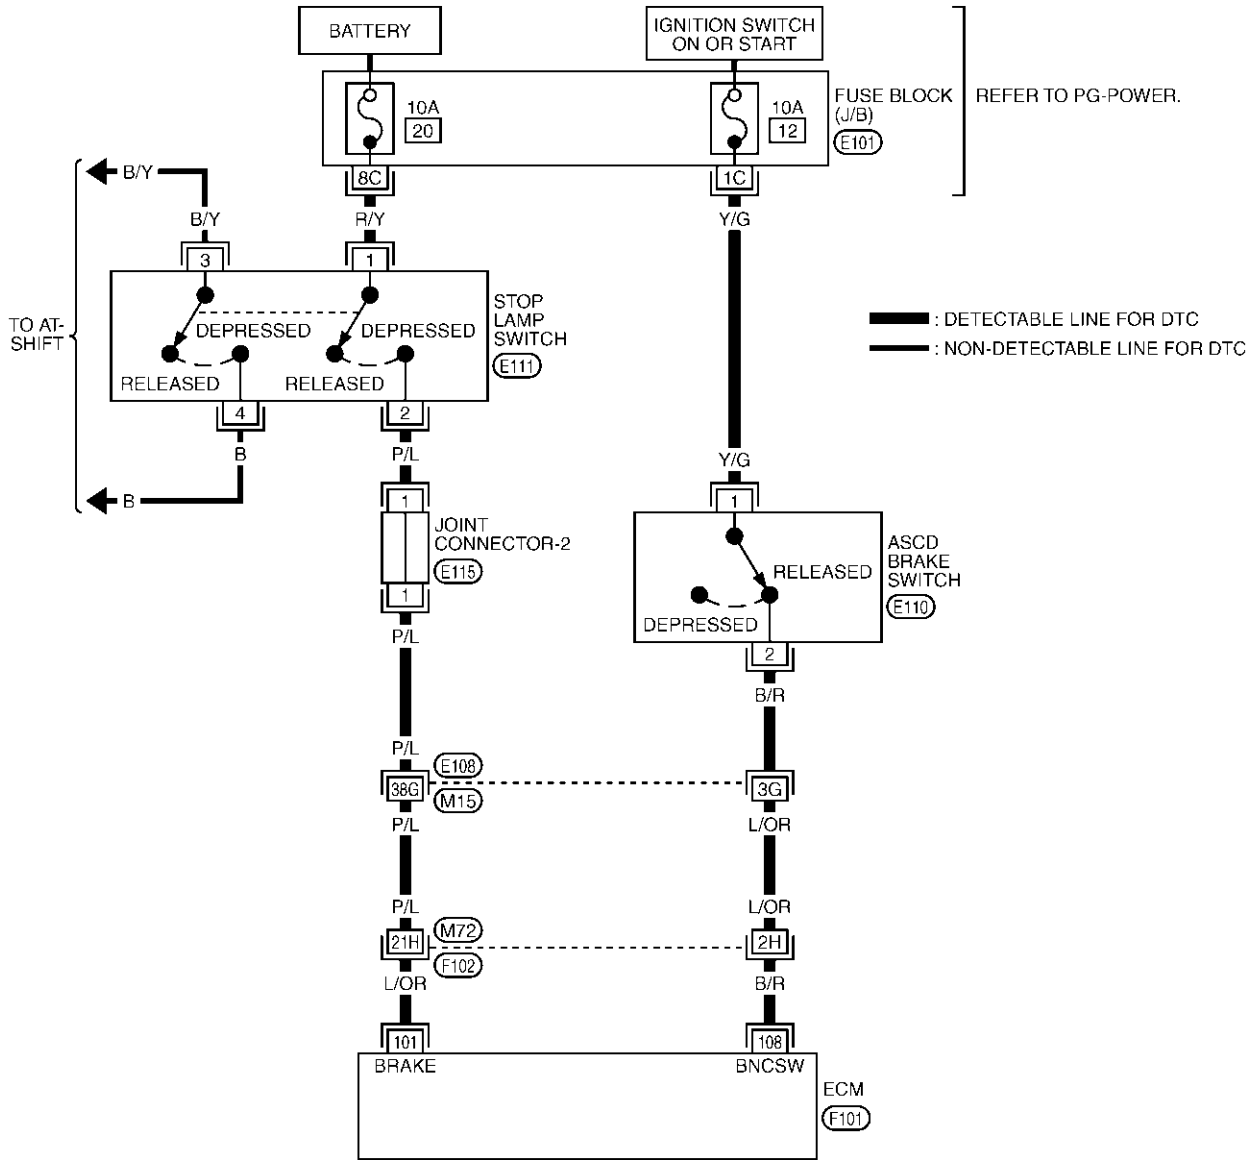 BATTERY
IGNITION SWITCH
ON OR START
10A
20
10A
12
FUSE BLOCK
(J/B)
E101
REFER TO PG-POWER.
8C
1C
B/Y
B/Y
R/Y
Y/G
3
1
TO AT-
SHIFT
DEPRESSED
DEPRESSED
RELEASED
RELEASED
STOP
LAMP
SWITCH
E111
: DETECTABLE LINE FOR DTC
: NON-DETECTABLE LINE FOR DTC
4
2
B
P/L
Y/G
B
1
JOINT
CONNECTOR-2
E115
1
1
RELEASED
DEPRESSED
ASCD
BRAKE
SWITCH
E110
P/L
2
B/R
P/L
38G
E108
M15
3G
P/L
L/OR
P/L
L/OR
21H
M72
F102
2H
L/OR
B/R
101
108
BRAKE
BNCSW
ECM
F101